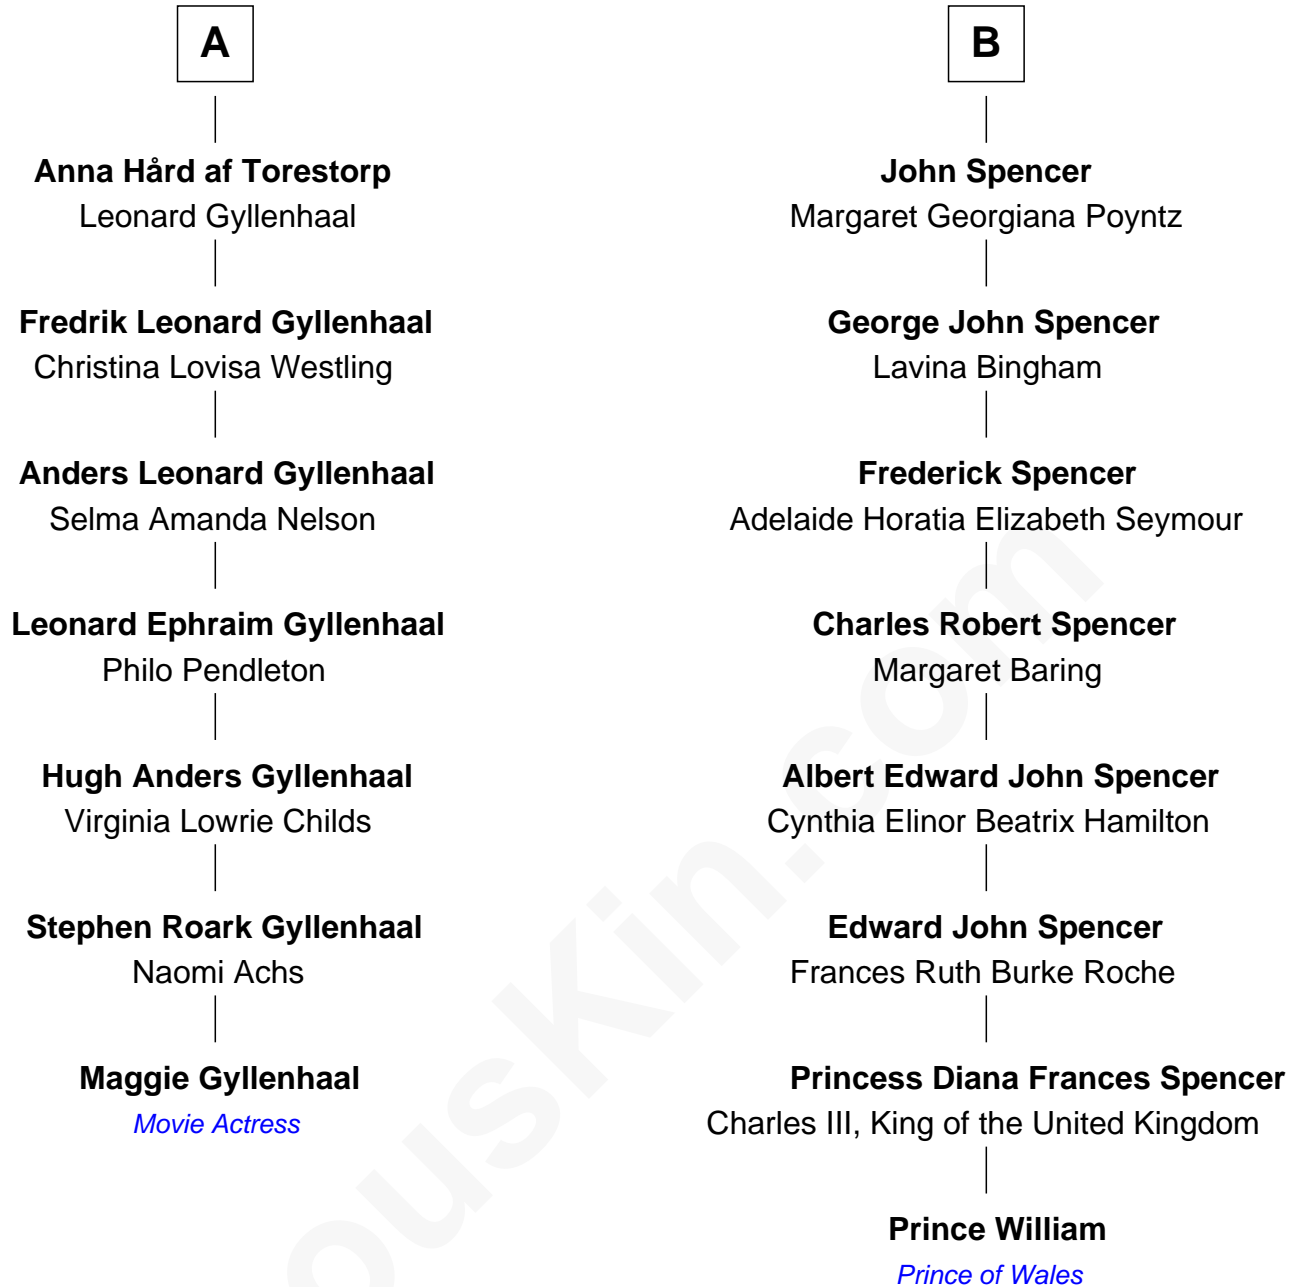 A
Anna Hård af Torestorp
Leonard Gyllenhaal
Fredrik Leonard Gyllenhaal
Christina Lovisa Westling
Anders Leonard Gyllenhaal
Selma Amanda Nelson
Leonard Ephraim Gyllenhaal
Philo Pendleton
Hugh Anders Gyllenhaal
Virginia Lowrie Childs
Stephen Roark Gyllenhaal
Naomi Achs
Maggie Gyllenhaal
Movie Actress
B
John Spencer
Margaret Georgiana Poyntz
George John Spencer
Lavina Bingham
Frederick Spencer
Adelaide Horatia Elizabeth Seymour
Charles Robert Spencer
Margaret Baring
Albert Edward John Spencer
Cynthia Elinor Beatrix Hamilton
Edward John Spencer
Frances Ruth Burke Roche
Princess Diana Frances Spencer
Charles III, King of the United Kingdom
Prince William
Prince of Wales
ousKin.com